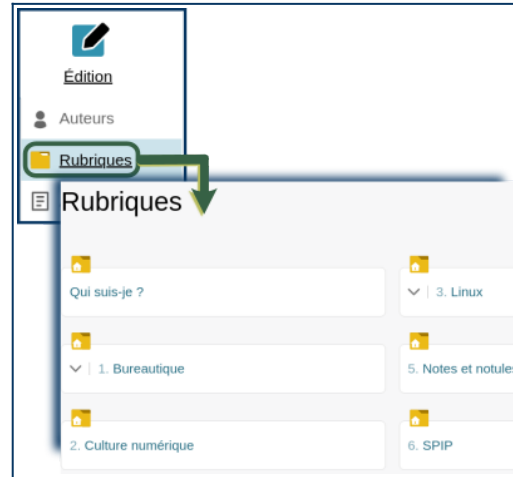 Édition
Auteurs
Rubriques
Rubriques
Qui suis-je ?
3. Linux
1. Bureautique
5. Notes et notules
2. Culture numérique
6. SPIP